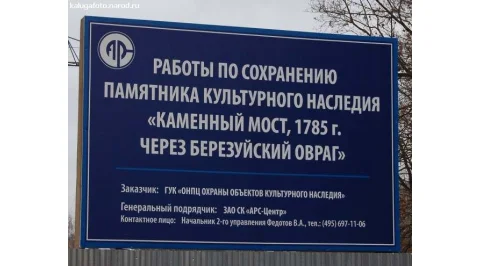 kalugafoto.narod.ru
АРС
РАБОТЫ ПО СОХРАНЕНИЮ
ПАМЯТНИКА КУЛЬТУРНОГО НАСЛЕДИЯ
«КАМЕННЫЙ МОСТ, 1785 г.
ЧЕРЕЗ БЕРЕЗУЙСКИЙ ОВРАГ»
Заказчик: ГУК «ОНПЦ ОХРАНЫ ОБЪЕКТОВ КУЛЬТУРНОГО НАСЛЕДИЯ»
Генеральный подрядчик: ЗАО СК «АРС-Центр»
Контактное лицо: Начальник 2-го управления Федотов В.А., тел.: (495) 697-11-06